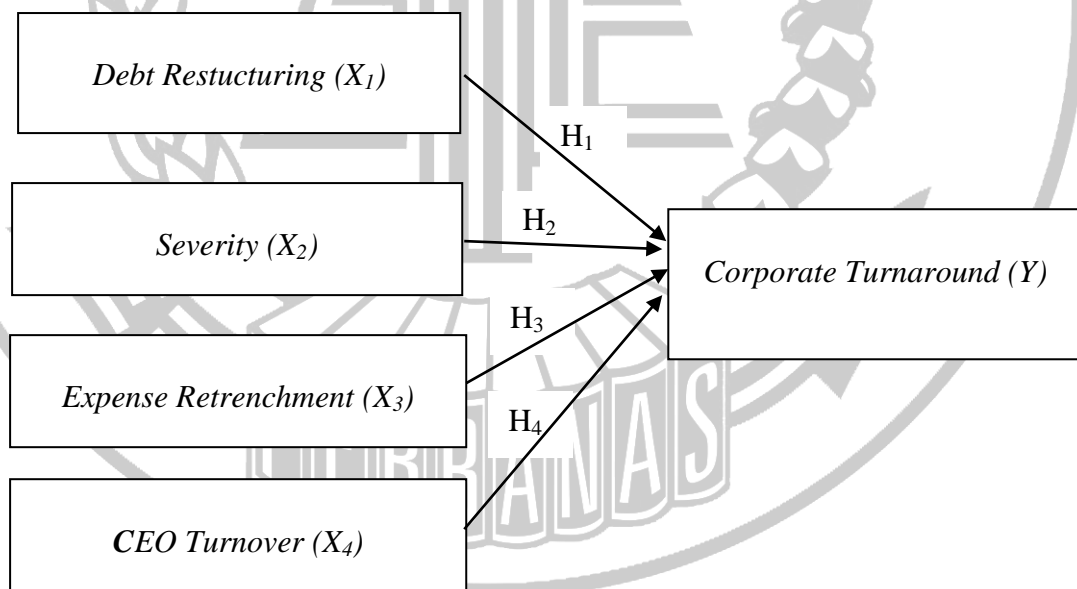 Debt Restucturing (X₁)
H₁
Severity (X₂)
H₂
Corporate Turnaround (Y)
H₃
Expense Retrenchment (X₃)
H₄
CEO Turnover (X₄)